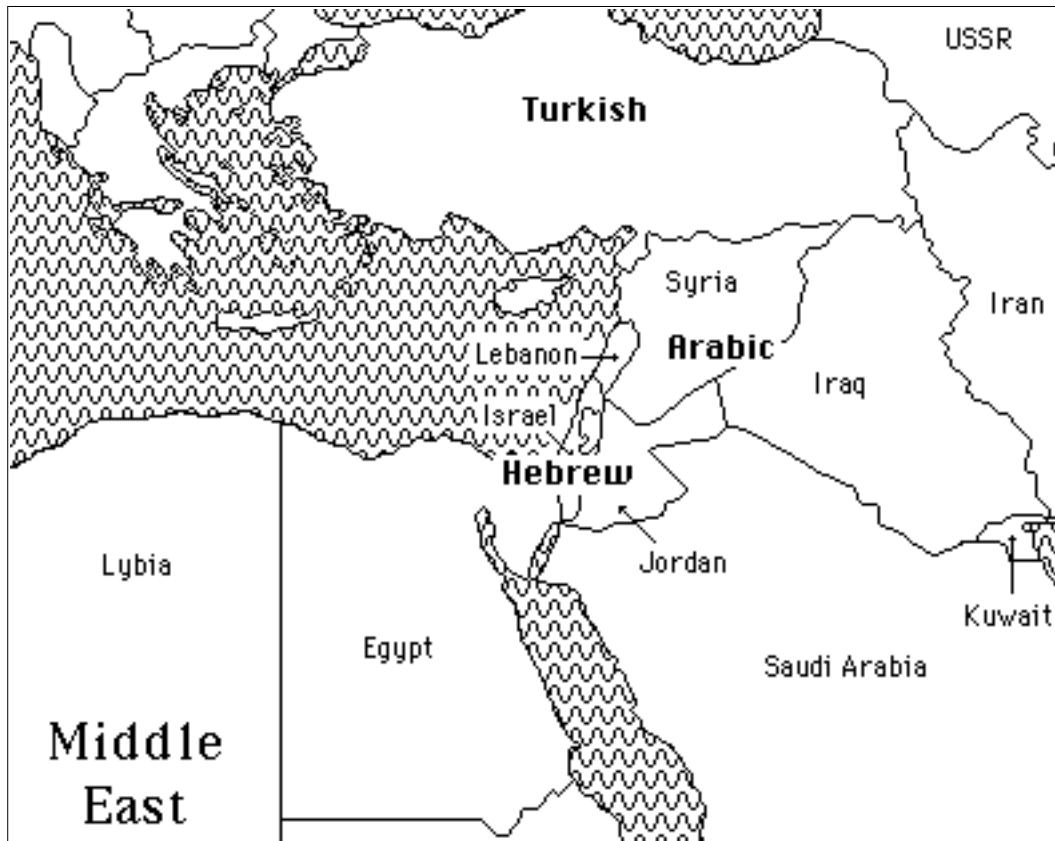 USSR
Turkish
Syria
Iran
Lebanon
Arabic
Iraq
Israel
Hebrew
Lybia
Jordan
Kuwait
Egypt
Saudi Arabia
Middle
East